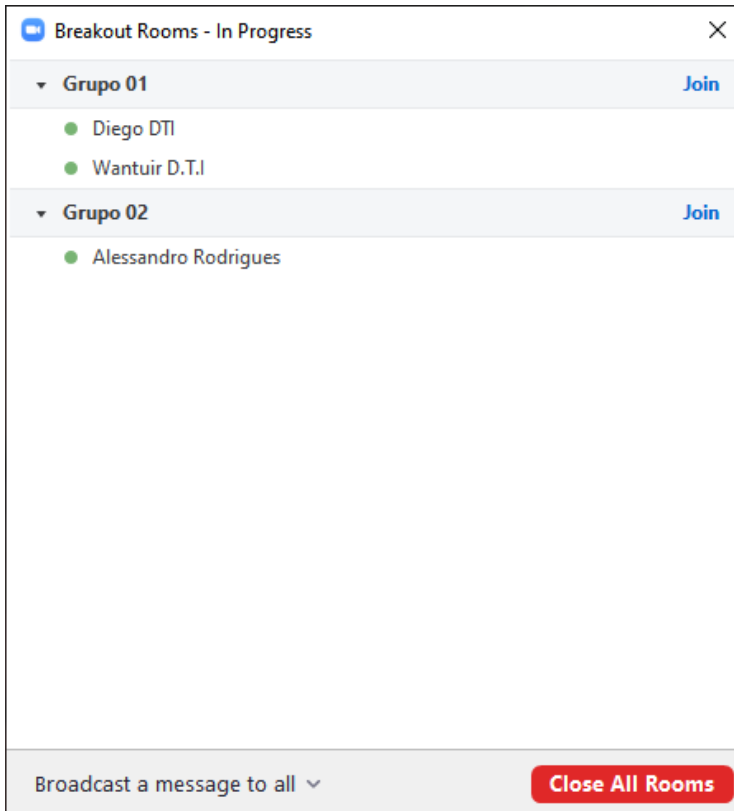 Breakout Rooms - In Progress
Grupo 01 Join
Diego DTI
Wantuir D.T.I
Grupo 02 Join
Alessandro Rodrigues
Broadcast a message to all Close All Rooms